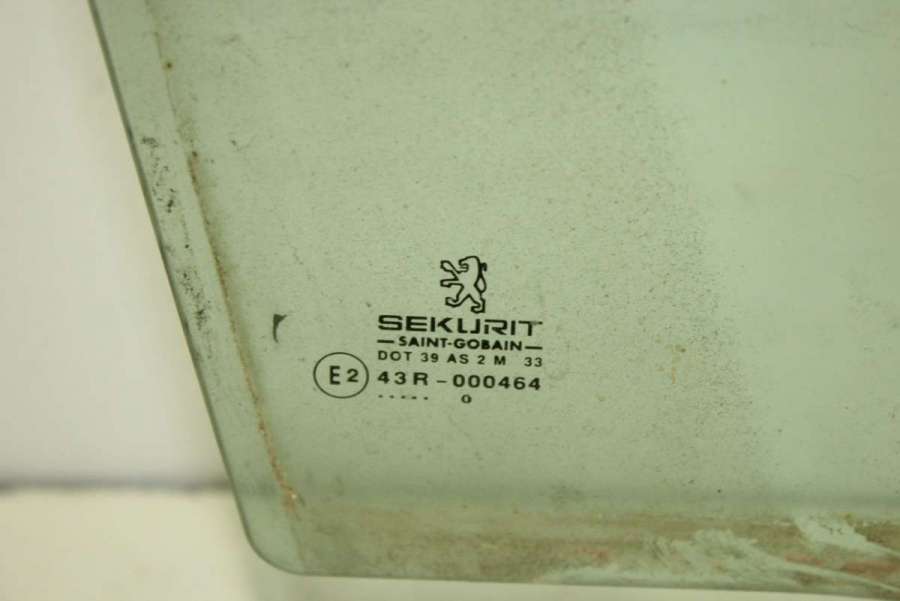 SEKURIT
SAINT-GOBAIN
DOT 39 AS 2 M 33
E2 43R-000464
..... 0